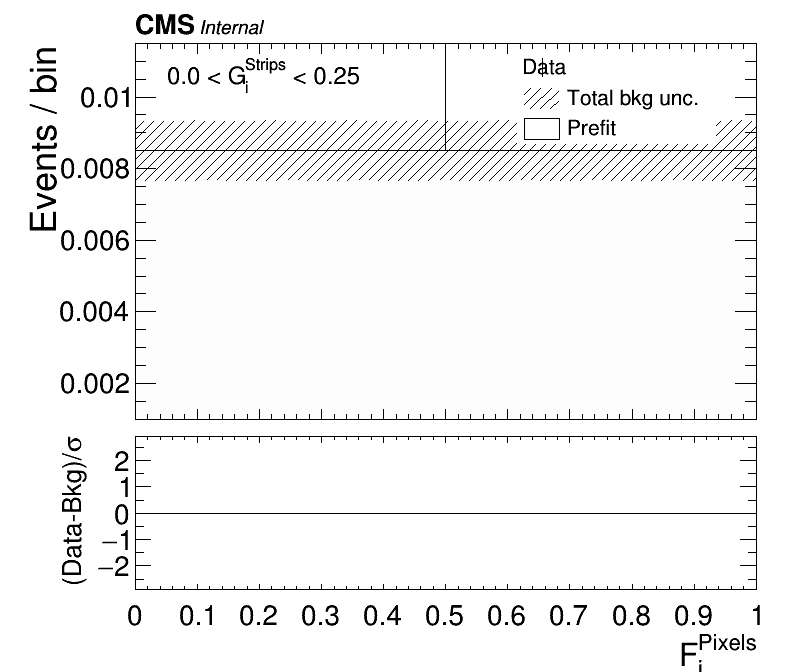 CMS Internal
0.0 < G_i^Strips < 0.25
Data
Total bkg unc.
Prefit
Events / bin
0.01
0.008
0.006
0.004
0.002
(Data-Bkg)/σ
2
1
0
−1
−2
0 0.1 0.2 0.3 0.4 0.5 0.6 0.7 0.8 0.9 1
F_i^Pixels